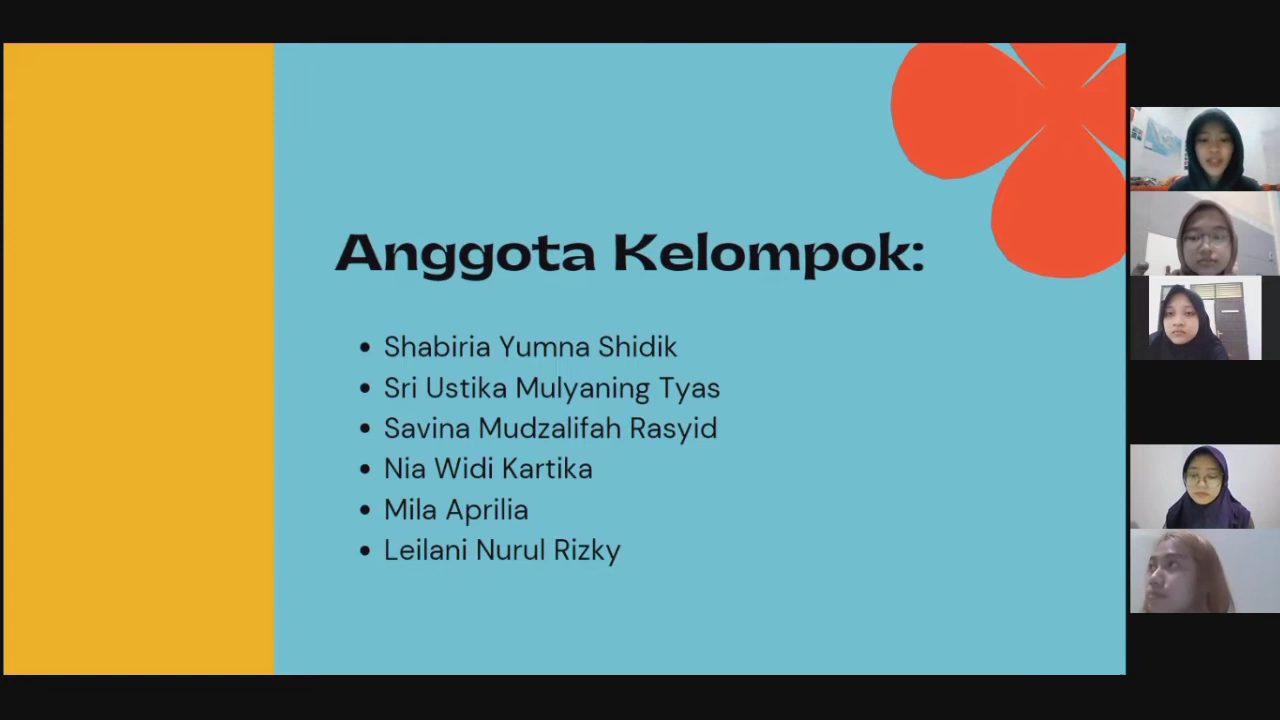 Anggota Kelompok:
Shabiria Yumna Shidik
Sri Ustika Mulyaning Tyas
Savina Mudzalifah Rasyid
Nia Widi Kartika
Mila Aprilia
Leilani Nurul Rizky